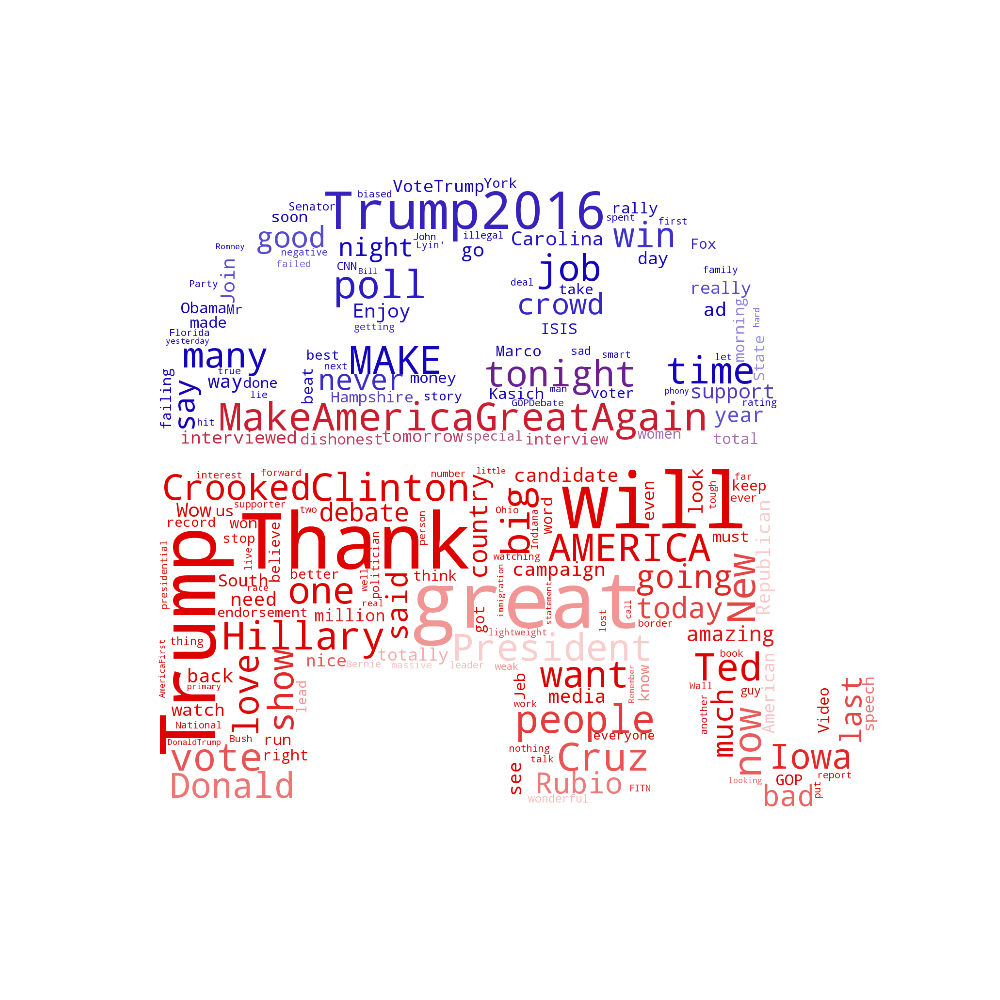 VoteTrump
York
biased
Senator
Trump2016
rally
soon
spent
first
good
night
John
Lyin'
illegal
go
Carolina
win
Fox
Romney
negative
failed
CNN
Bill
job
day
family
Join
poll
deal
take
really
Party
Obama
Mr
Enjoy
crowd
ad
made
getting
ISIS
morning
hard
State
Florida
yesterday
many
best
MAKE
Marco
sad
smart
let
time
true
next
tonight
failing
say
way
done
lie
beat
never
money
Kasich
man
voter
phony
support
Hampshire
story
GOPDebate
rating
hit
MakeAmericaGreatAgain
year
interviewed
dishonest
tomorrow
special
interview
women
total
interest
forward
number
little
candidate
far
CrookedClinton
country
big
will
even
look
tough
keep
ever
Wow
us
supporter
two
debate
person
Ohio
word
Indiana
record
won
Thank
AMERICA
must
Republican
stop
live
believe
watching
presidential
Trump
South
race
better
well
politician
think
campaign
going
New
need
one
real
said
great
immigration
statement
today
endorsement
million
got
lost
call
border
thing
Hillary
lightweight
amazing
nice
totally
President
book
AmericaFirst
back
love
show
Bernie
massive
leader
weak
Jeb
want
Remember
know
Ted
American
primary
lead
work
media
Wall
guy
much
another
Video
last
speech
watch
National
people
now
DonaldTrump
Bush
run
everyone
vote
right
nothing
talk
Cruz
Iowa
see
looking
GOP
put
report
Donald
Rubio
FITN
wonderful
bad